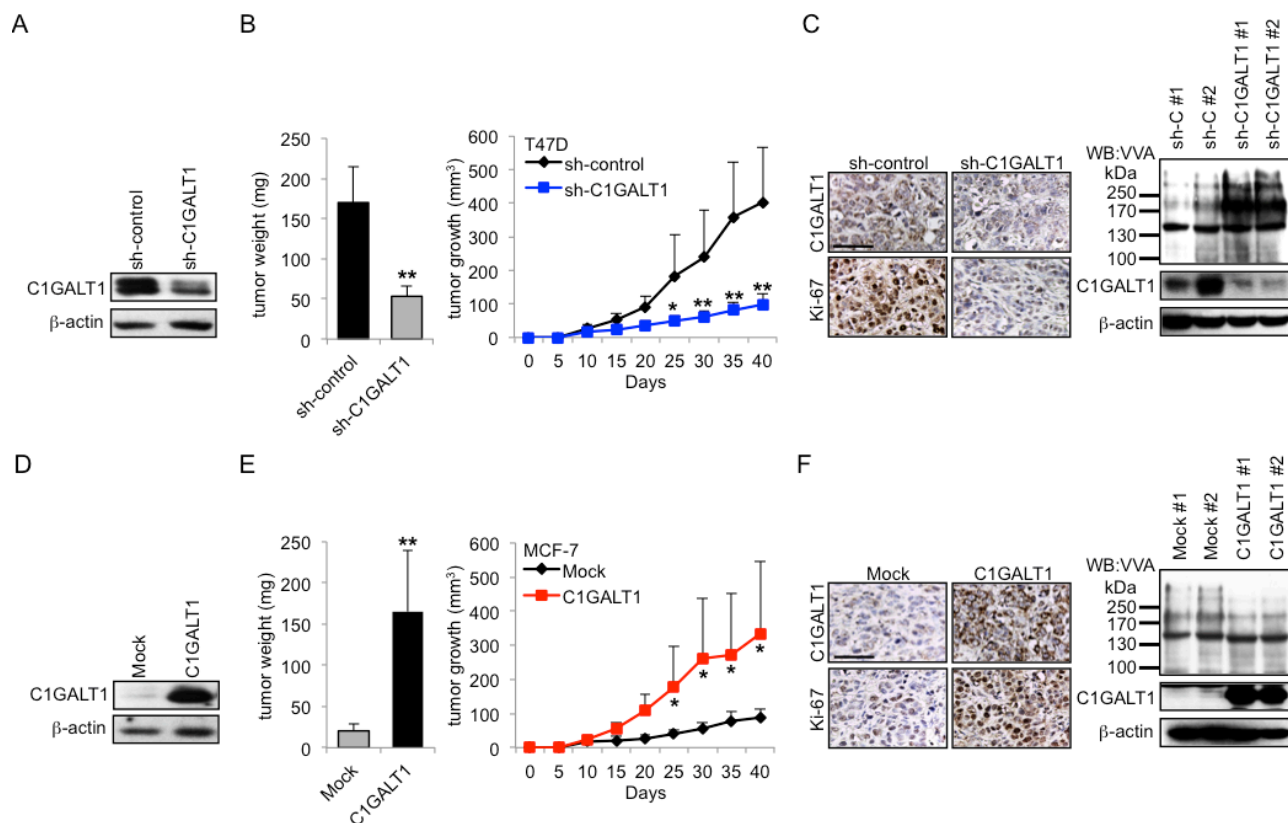 A
sh-control
sh-C1GALT1
C1GALT1
β-actin
B
tumor weight (mg)
250
200
150
100
50
0
**
sh-control
sh-C1GALT1
tumor growth (mm³)
600
400
200
100
0
T47D
sh-control
sh-C1GALT1
* ** ** **
0 5 10 15 20 25 30 35 40
Days
C
sh-control sh-C1GALT1
C1GALT1
Ki-67
sh-C #1
sh-C #2
sh-C1GALT1 #1
sh-C1GALT1 #2
WB:VVA
kDa
250
170
130
100
C1GALT1
β-actin
D
Mock
C1GALT1
C1GALT1
β-actin
E
tumor weight (mg)
250
200
150
100
50
0
**
Mock
C1GALT1
tumor growth (mm³)
600
400
300
200
100
0
MCF-7
Mock
C1GALT1
* * * *
0 5 10 15 20 25 30 35 40
Days
F
Mock C1GALT1
C1GALT1
Ki-67
Mock #1
Mock #2
C1GALT1 #1
C1GALT1 #2
WB:VVA
kDa
250
170
130
100
C1GALT1
β-actin